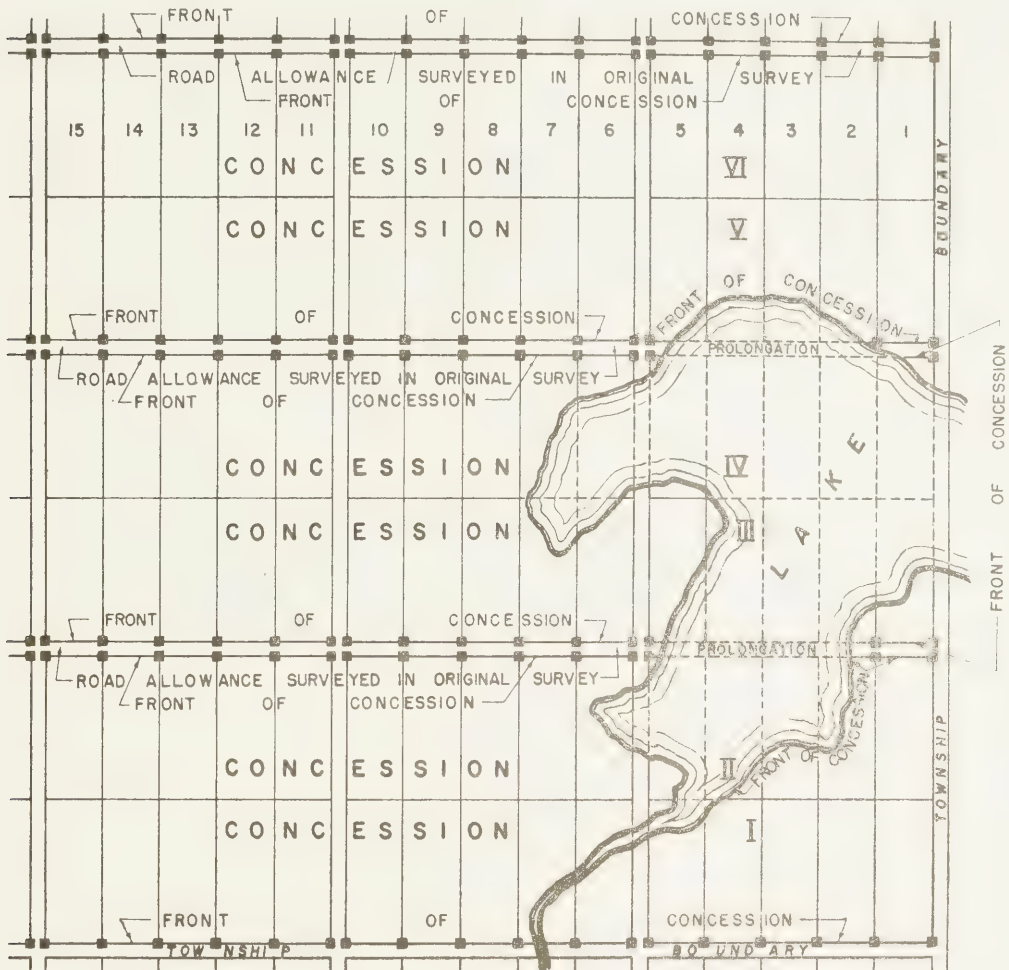 FRONT OF CONCESSION
ROAD ALLOWANCE SURVEYED IN ORIGINAL SURVEY
FRONT OF CONCESSION
15 14 13 12 11 10 9 8 7 6 5 4 3 2 1
CONCESSION VI
BOUNDARY
CONCESSION V
FRONT OF CONCESSION
FRONT OF CONCESSION
PROLONGATION
ROAD ALLOWANCE SURVEYED IN ORIGINAL SURVEY
FRONT OF CONCESSION
FRONT OF CONCESSION
CONCESSION IV
LAKE
CONCESSION III
FRONT OF CONCESSION
PROLONGATION
ROAD ALLOWANCE SURVEYED IN ORIGINAL SURVEY
FRONT OF CONCESSION
FRONT OF CONCESSION
TOWNSHIP
CONCESSION II
CONCESSION I
FRONT OF CONCESSION
TOWNSHIP BOUNDARY